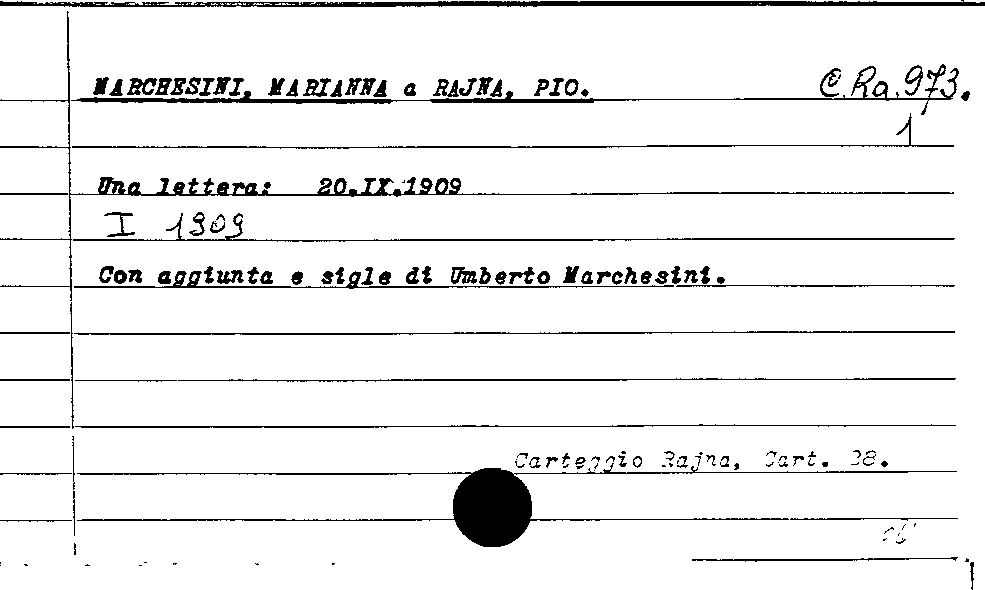 MARCHESINI, MARIANNA a RAJNA, PIO. C.Ra.973.
1
Una lettera: 20.IX.1909
I 1909
Con aggiunta e sigle di Umberto Marchesini.
Carteggio Rajna, Cart. 28.